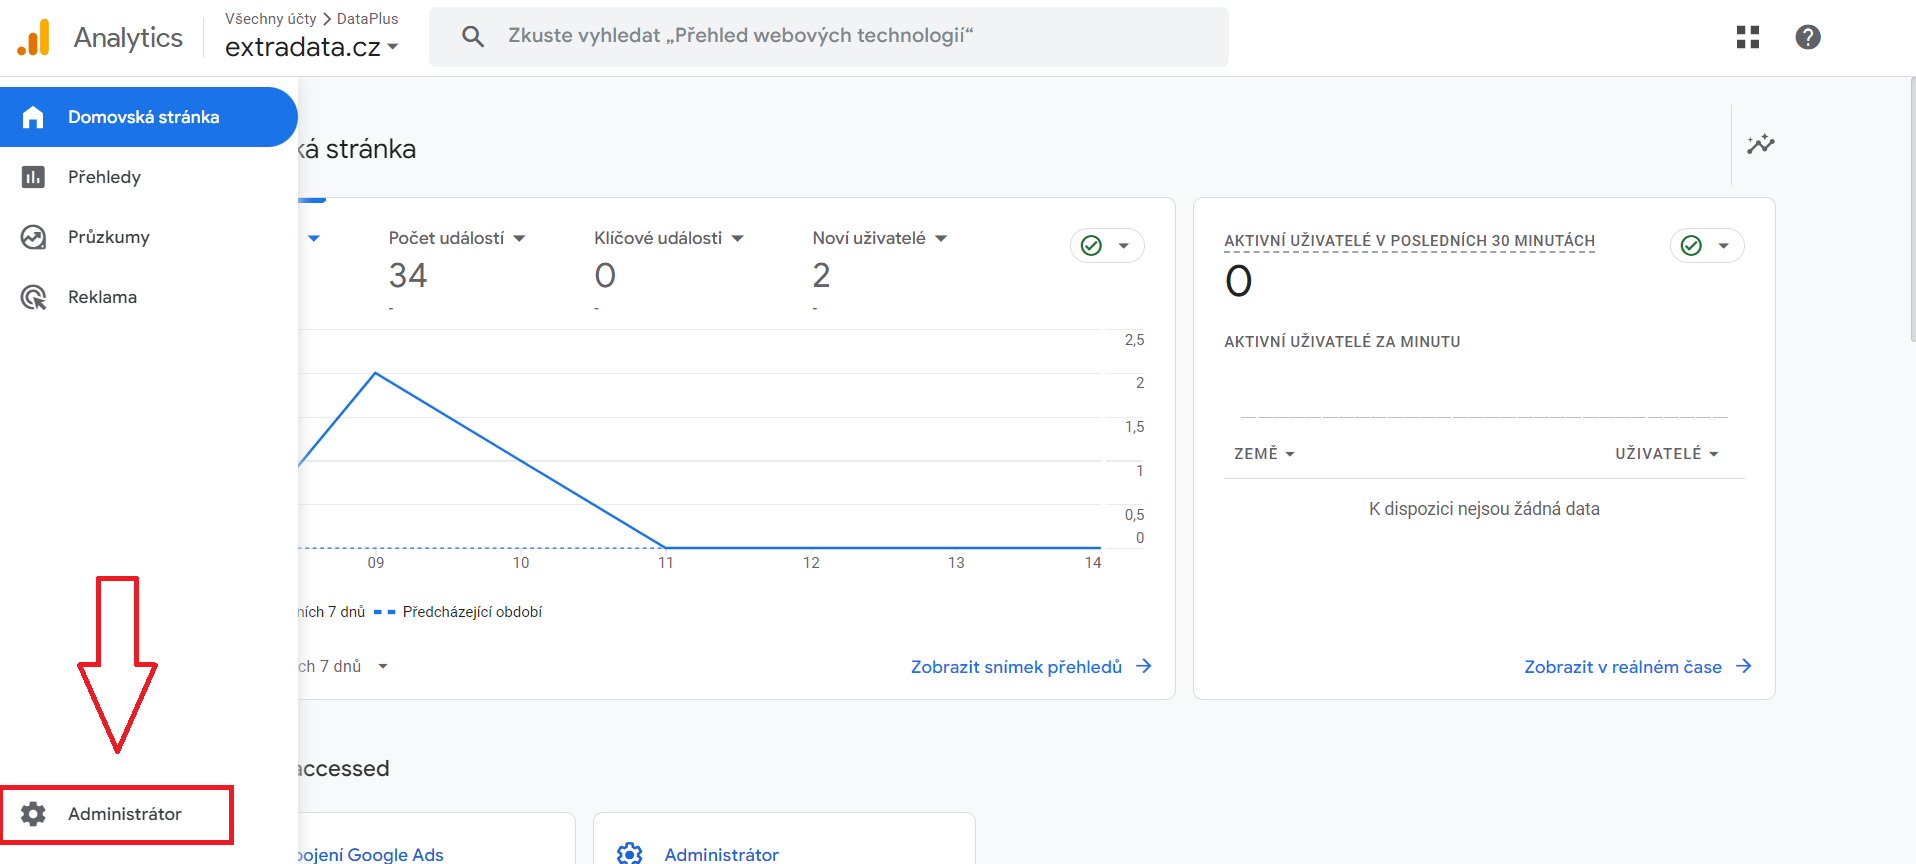 Analytics
Všechny účty > DataPlus
extradata.cz
Zkuste vyhledat „Přehled webových technologií“
Domovská stránka
Přehledy
Průzkumy
Reklama
Administrátor
ká stránka
Počet událostí
34
-
Klíčové události
0
-
Noví uživatelé
2
-
2,5
2
1,5
1
0,5
0
09 10 11 12 13 14
ních 7 dnů Předcházející období
ch 7 dnů
Zobrazit snímek přehledů
AKTIVNÍ UŽIVATELÉ V POSLEDNÍCH 30 MINUTÁCH
0
AKTIVNÍ UŽIVATELÉ ZA MINUTU
ZEMĚ UŽIVATELÉ
K dispozici nejsou žádná data
Zobrazit v reálném čase
accessed
pojení Google Ads
Administrátor